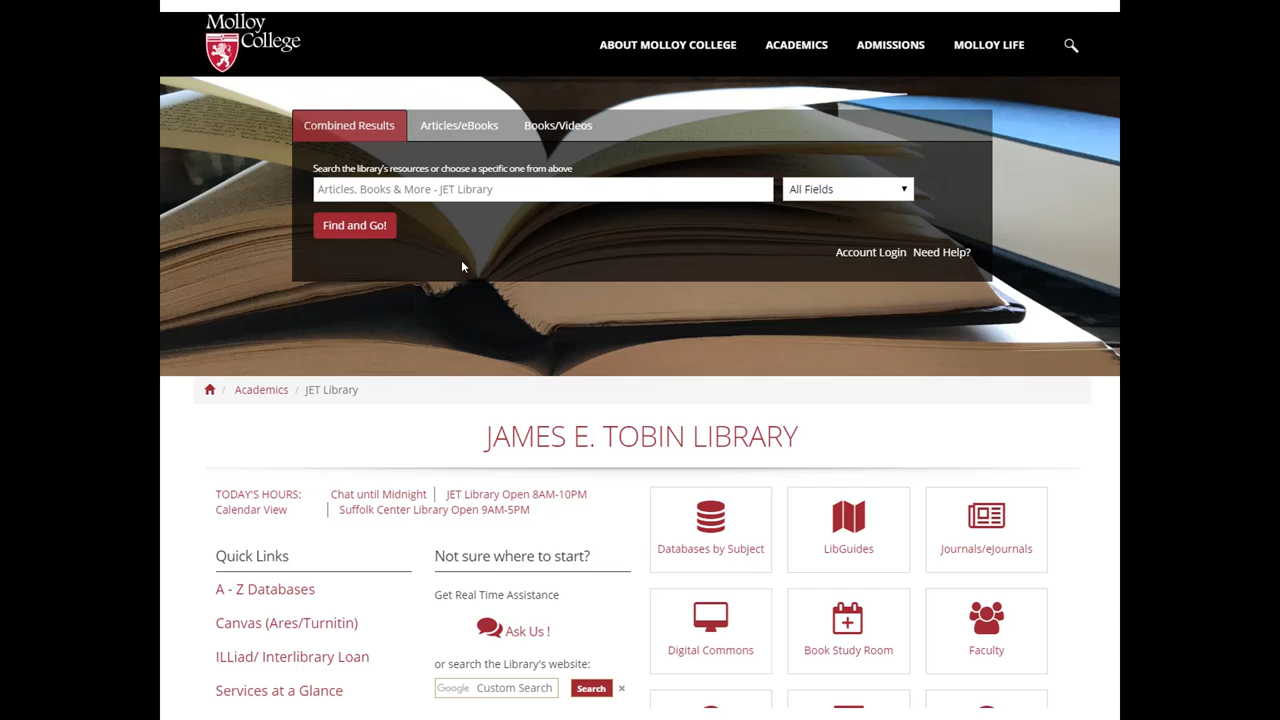 Molloy
College
ABOUT MOLLOY COLLEGE ACADEMICS ADMISSIONS MOLLOY LIFE
Combined Results Articles/eBooks Books/Videos
Search the library's resources or choose a specific one from above
Articles, Books & More - JET Library All Fields
Find and Go!
Account Login Need Help?
/ Academics / JET Library
JAMES E. TOBIN LIBRARY
TODAY'S HOURS: Chat until Midnight JET Library Open 8AM-10PM
Calendar View Suffolk Center Library Open 9AM-5PM
Databases by Subject LibGuides Journals/eJournals
Quick Links Not sure where to start?
A - Z Databases Get Real Time Assistance
Canvas (Ares/Turnitin) Ask Us !
Digital Commons Book Study Room Faculty
ILLiad/ Interlibrary Loan or search the Library's website:
Services at a Glance Google Custom Search Search ×